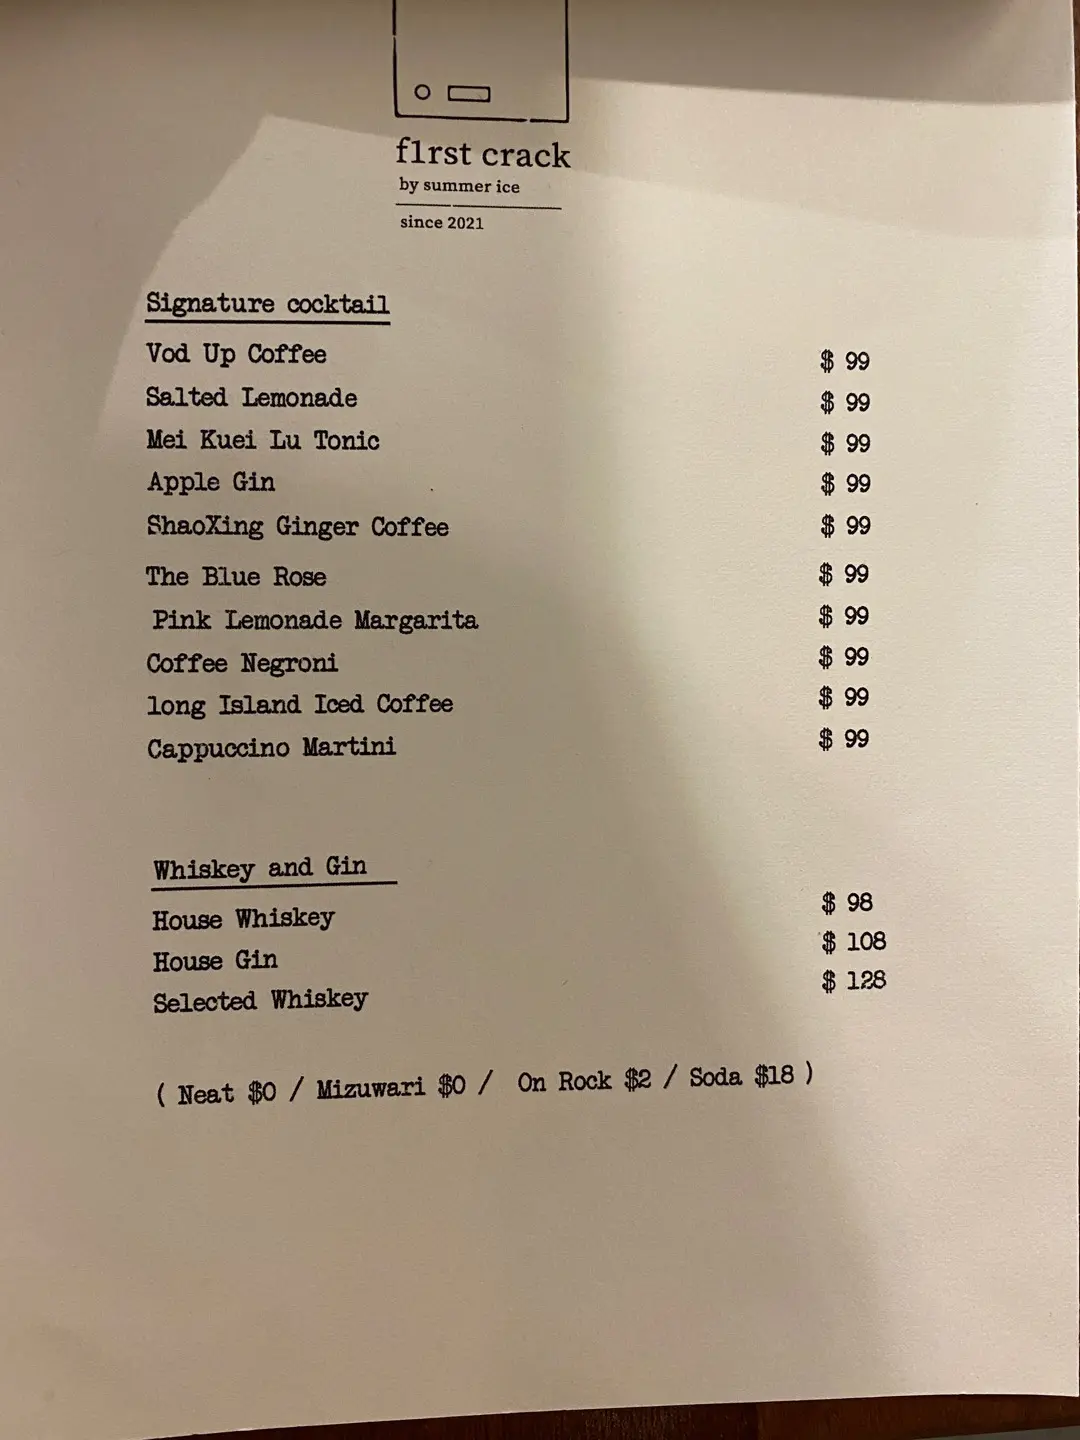 f1rst crack
by summer ice
since 2021
Signature cocktail
Vod Up Coffee $ 99
Salted Lemonade $ 99
Mei Kuei Lu Tonic $ 99
Apple Gin $ 99
ShaoXing Ginger Coffee $ 99
The Blue Rose $ 99
Pink Lemonade Margarita $ 99
Coffee Negroni $ 99
long Island Iced Coffee $ 99
Cappuccino Martini $ 99
Whiskey and Gin
House Whiskey $ 98
House Gin $ 108
Selected Whiskey $ 128
( Neat $0 / Mizuwari $0 / On Rock $2 / Soda $18 )